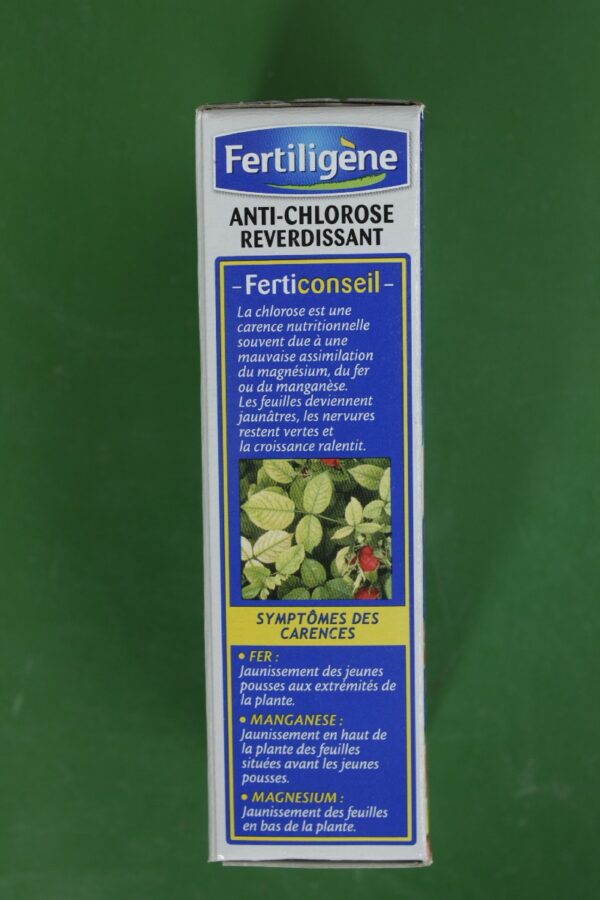 Fertiligène
ANTI-CHLOROSE
REVERDISSANT
-Ferticonseil-
La chlorose est une
carence nutritionnelle
souvent due à une
mauvaise assimilation
du magnésium, du fer
ou du manganèse.
Les feuilles deviennent
jaunâtres, les nervures
restent vertes et
la croissance ralentit.
SYMPTÔMES DES
CARENCES
• FER :
Jaunissement des jeunes
pousses aux extrémités de
la plante.
• MANGANESE :
Jaunissement en haut de
la plante des feuilles
situées avant les jeunes
pousses.
• MAGNESIUM :
Jaunissement des feuilles
en bas de la plante.